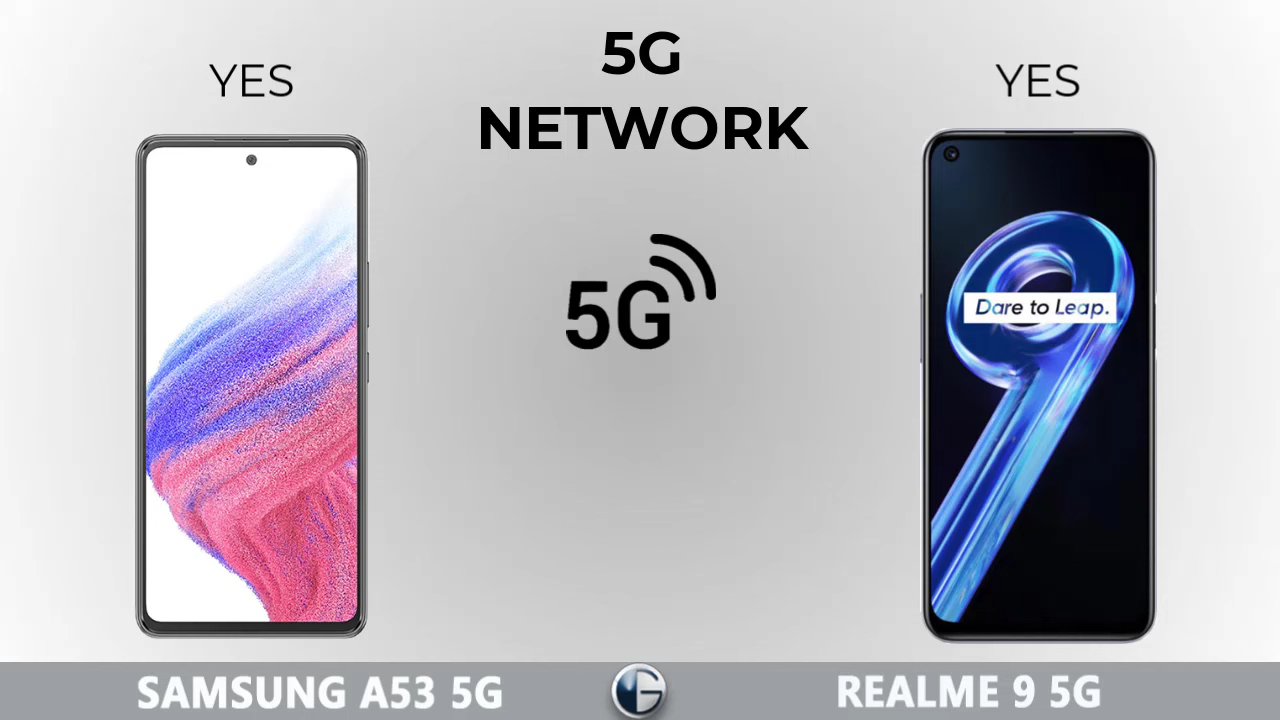 5G
NETWORK
YES
YES
5G
Dare to Leap.
SAMSUNG A53 5G
REALME 9 5G